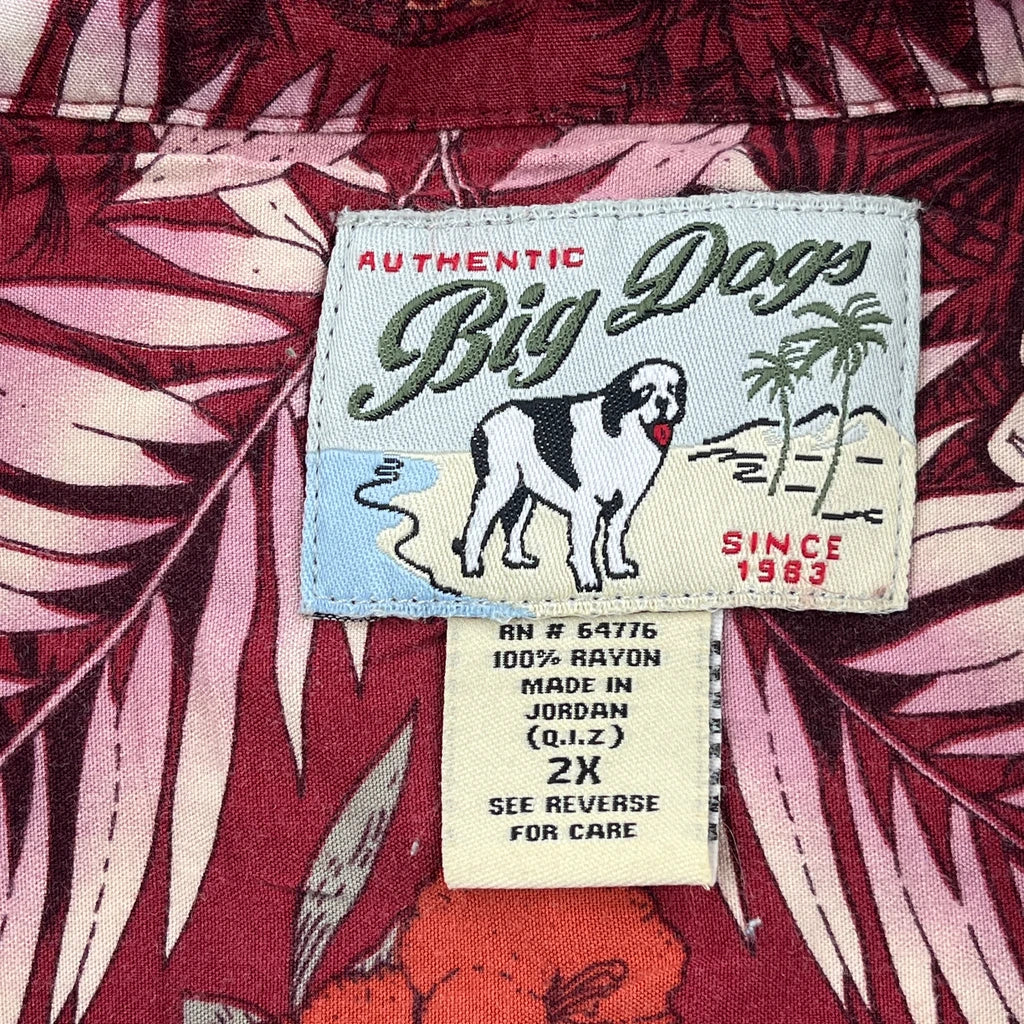 AUTHENTIC
Big Dogs
SINCE
1983
RN # 64776
100% RAYON
MADE IN
JORDAN
(Q.I.Z)
2X
SEE REVERSE
FOR CARE